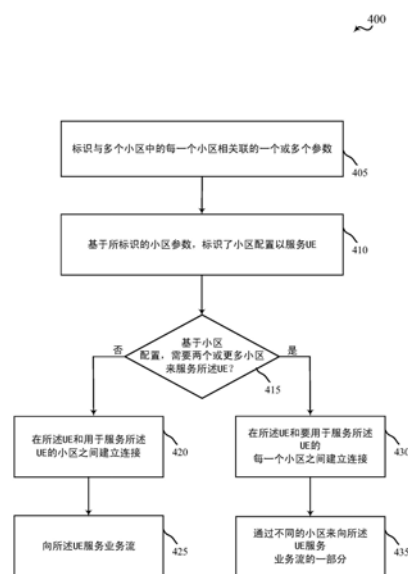 400
标识与多个小区中的每一个小区相关联的一个或多个参数
405
基于所标识的小区参数，标识了小区配置以服务UE
410
基于小区
配置，需要两个或更多小区
来服务所述UE？
415
否
是
在所述UE和用于服务所述
UE的小区之间建立连接
420
在所述UE和要用于服务所述
UE的
每一个小区之间建立连接
430
向所述UE服务业务流
425
通过不同的小区来向所述
UE服务
业务流的一部分
435